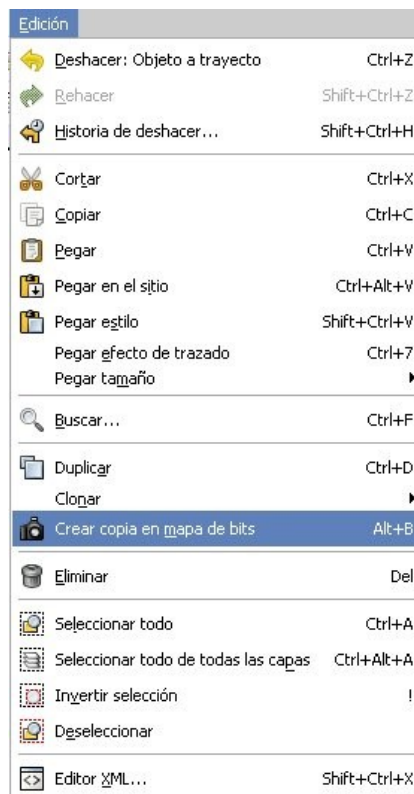 Edición
Deshacer: Objeto a trayecto Ctrl+Z
Rehacer Shift+Ctrl+Z
Historia de deshacer... Shift+Ctrl+H
Cortar Ctrl+X
Copiar Ctrl+C
Pegar Ctrl+V
Pegar en el sitio Ctrl+Alt+V
Pegar estilo Shift+Ctrl+V
Pegar efecto de trazado Ctrl+7
Pegar tamaño
Buscar... Ctrl+F
Duplicar Ctrl+D
Clonar
Crear copia en mapa de bits Alt+B
Eliminar Del
Seleccionar todo Ctrl+A
Seleccionar todo de todas las capas Ctrl+Alt+A
Invertir selección !
Deseleccionar
Editor XML... Shift+Ctrl+X